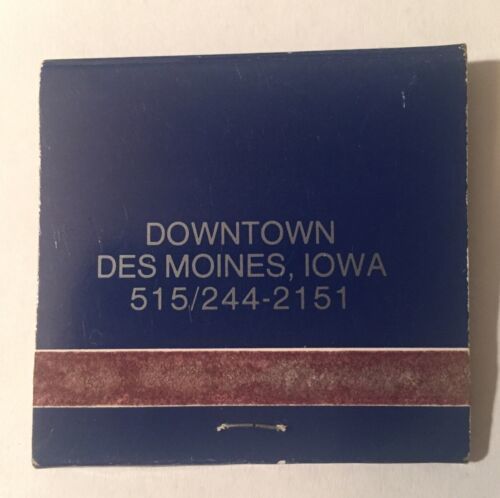 DOWNTOWN
DES MOINES, IOWA
515/244-2151